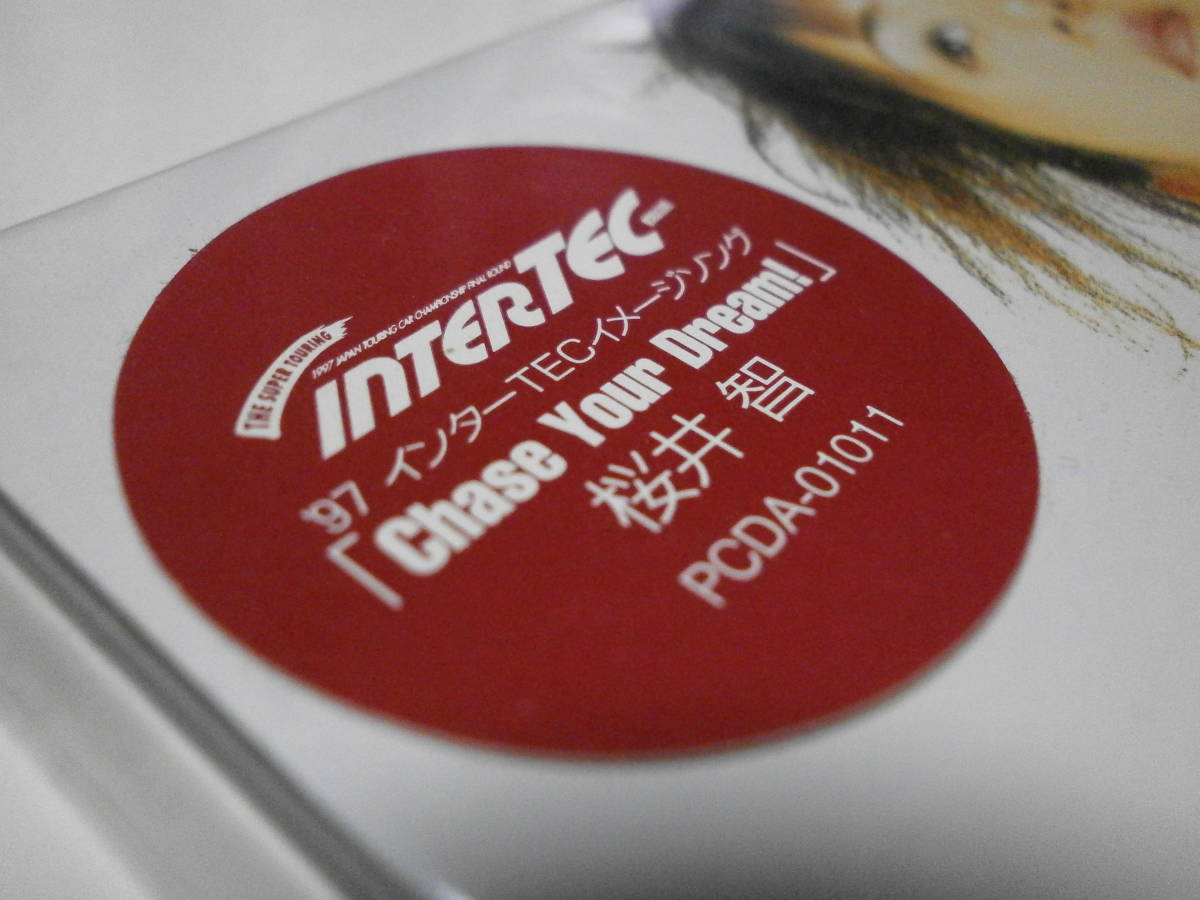 THE SUPER TOURING
1997 JAPAN TOURING CAR CHAMPIONSHIP FINAL ROUND
INTERTEC
'97 インターTECイメージソング
「Chase Your Dream!」
桜井 智
PCDA-01011